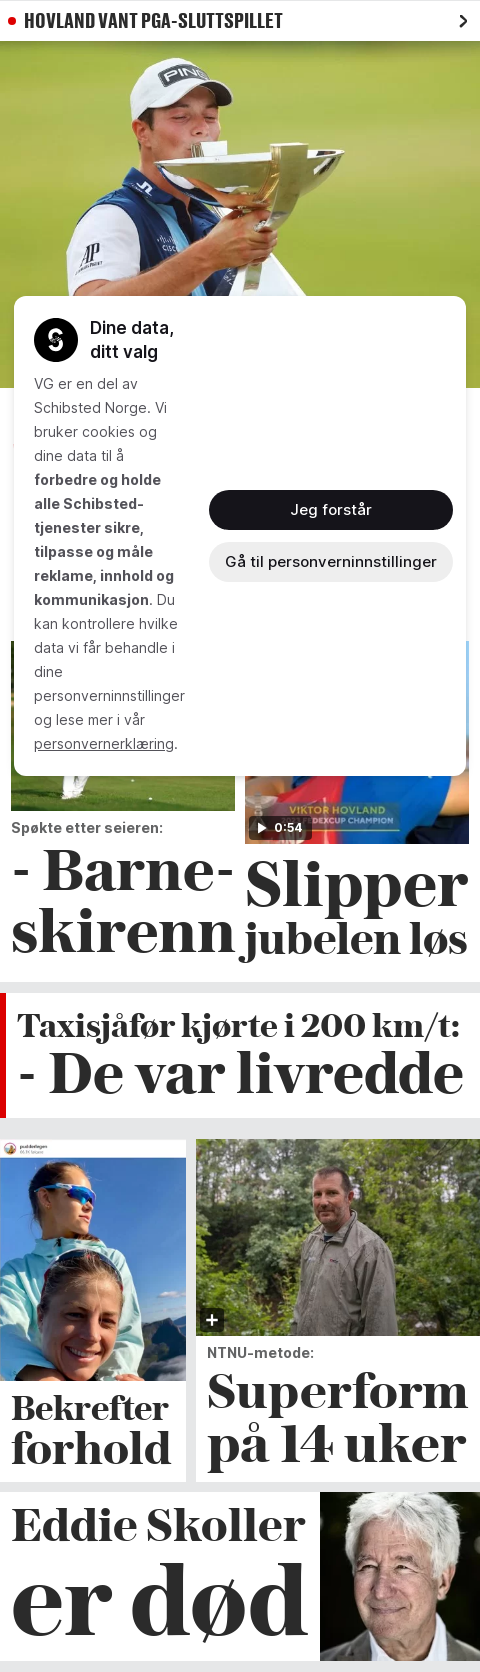 HOVLAND VANT PGA-SLUTTSPILLET
PING
AP
Dine data,
ditt valg
VG er en del av
Schibsted Norge. Vi
bruker cookies og
dine data til å
forbedre og holde
alle Schibsted-
tjenester sikre,
tilpasse og måle
reklame, innhold og
kommunikasjon. Du
kan kontrollere hvilke
data vi får behandle i
dine
personverninnstillinger
og lese mer i vår
personvernerklæring.
Jeg forstår
Gå til personverninnstillinger
VIKTOR HOVLAND
FEDEXCUP CHAMPION
0:54
Spøkte etter seieren:
- Barne-
skirenn
Slipper
jubelen løs
Taxisjåfør kjørte i 200 km/t:
- De var livredde
Bekrefter
forhold
NTNU-metode:
Superform
på 14 uker
Eddie Skoller
er død